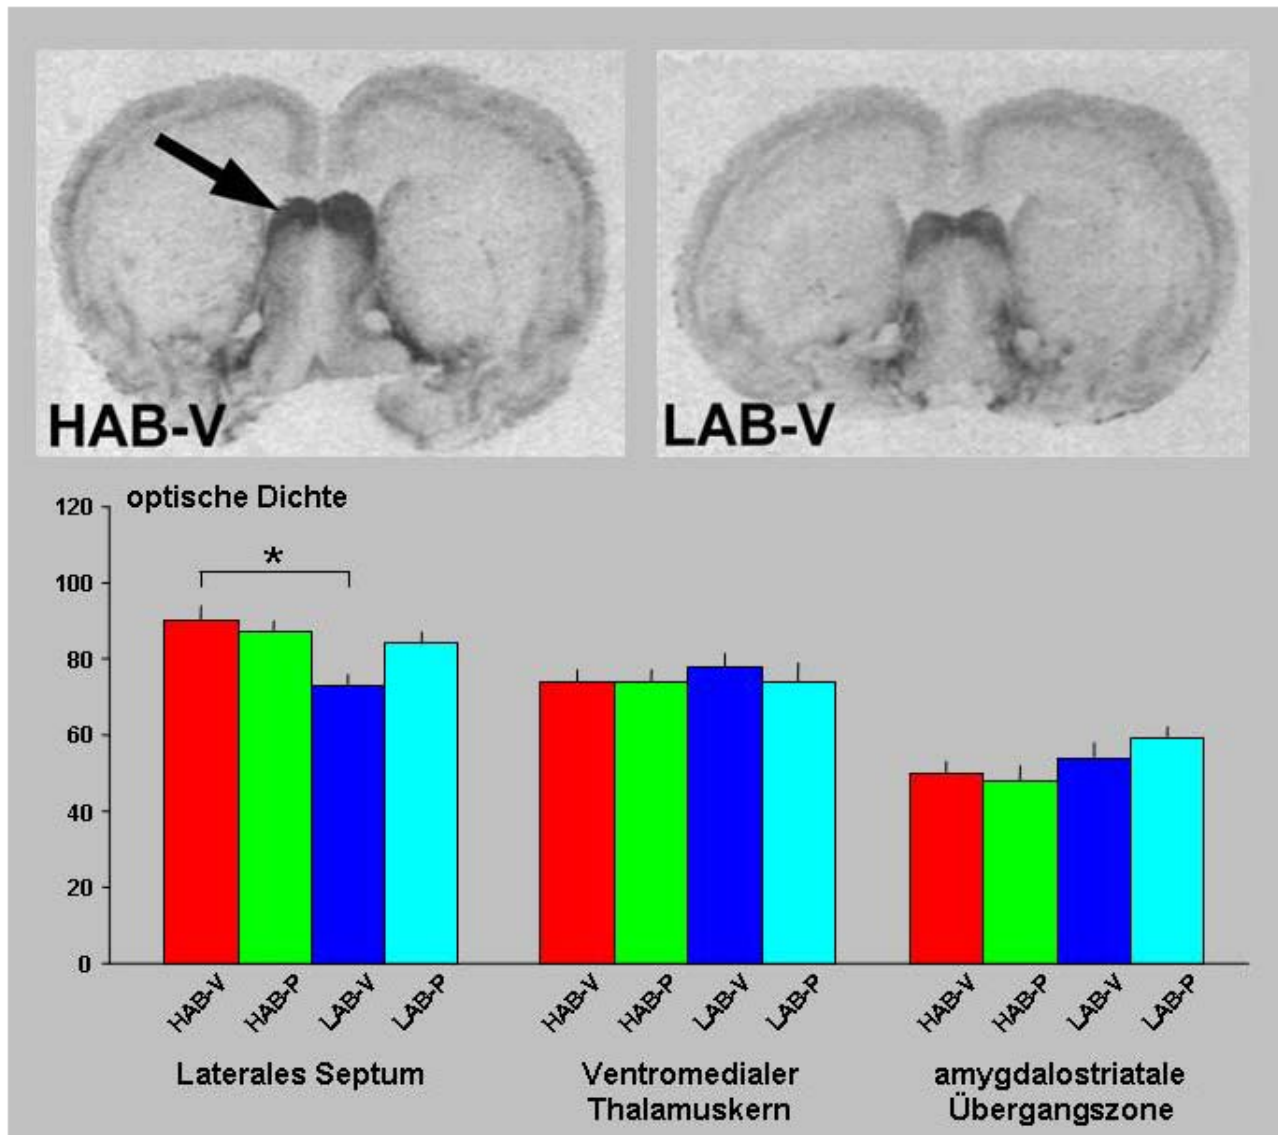 HAB-V
LAB-V
optische Dichte
120
100
80
60
40
20
0
*
HAB-V
HAB-P
LAB-V
LAB-P
HAB-V
HAB-P
LAB-V
LAB-P
HAB-V
HAB-P
LAB-V
LAB-P
Laterales Septum
Ventromedialer
Thalamuskern
amygdalostriatale
Übergangszone